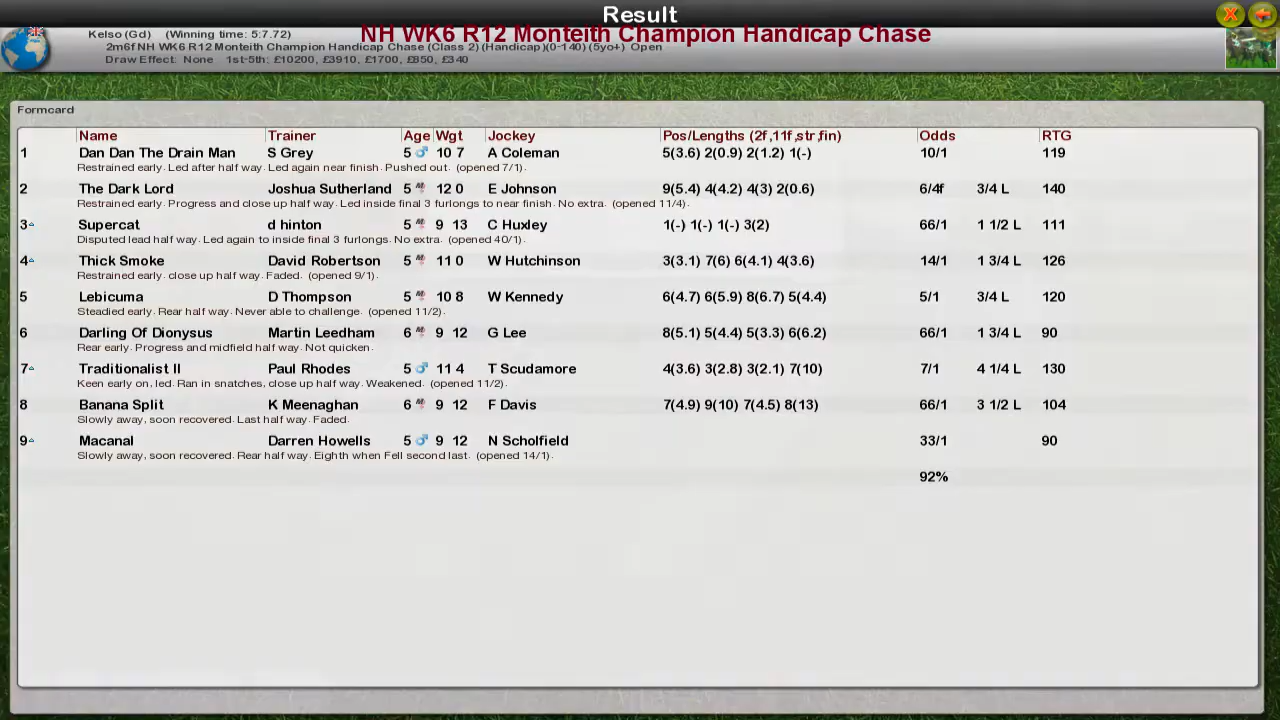 Result
NH WK6 R12 Monteith Champion Handicap Chase
Kelso (Gd) (Winning time: 5:7.72)
2m6f NH WK6 R12 Monteith Champion Handicap Chase (Class 2) (Handicap)(0-140) (5yo+) Open
Draw Effect: None 1st-5th: £10200, £3910, £1700, £850, £340
Formcard
Name Trainer Age Wgt Jockey Pos/Lengths (2f,11f,str,fin) Odds RTG
1 Dan Dan The Drain Man S Grey 5 10 7 A Coleman 5(3.6) 2(0.9) 2(1.2) 1(-) 10/1 119
Restrained early. Led after half way. Led again near finish. Pushed out. (opened 7/1).
2 The Dark Lord Joshua Sutherland 5 12 0 E Johnson 9(5.4) 4(4.2) 4(3) 2(0.6) 6/4f 3/4 L 140
Restrained early. Progress and close up half way. Led inside final 3 furlongs to near finish. No extra. (opened 11/4).
3 Supercat d hinton 5 9 13 C Huxley 1(-) 1(-) 1(-) 3(2) 66/1 1 1/2 L 111
Disputed lead half way. Led again to inside final 3 furlongs. No extra. (opened 40/1).
4 Thick Smoke David Robertson 5 11 0 W Hutchinson 3(3.1) 7(6) 6(4.1) 4(3.6) 14/1 1 3/4 L 126
Restrained early. close up half way. Faded. (opened 9/1).
5 Lebicuma D Thompson 5 10 8 W Kennedy 6(4.7) 6(5.9) 8(6.7) 5(4.4) 5/1 3/4 L 120
Steadied early. Rear half way. Never able to challenge. (opened 11/2).
6 Darling Of Dionysus Martin Leedham 6 9 12 G Lee 8(5.1) 5(4.4) 5(3.3) 6(6.2) 66/1 1 3/4 L 90
Rear early. Progress and midfield half way. Not quicken.
7 Traditionalist II Paul Rhodes 5 11 4 T Scudamore 4(3.6) 3(2.8) 3(2.1) 7(10) 7/1 4 1/4 L 130
Keen early on, led. Ran in snatches, close up half way. Weakened. (opened 11/2).
8 Banana Split K Meenaghan 6 9 12 F Davis 7(4.9) 9(10) 7(4.5) 8(13) 66/1 3 1/2 L 104
Slowly away, soon recovered. Last half way. Faded.
9 Macanal Darren Howells 5 9 12 N Scholfield 33/1 90
Slowly away, soon recovered. Rear half way. Eighth when Fell second last. (opened 14/1).
92%